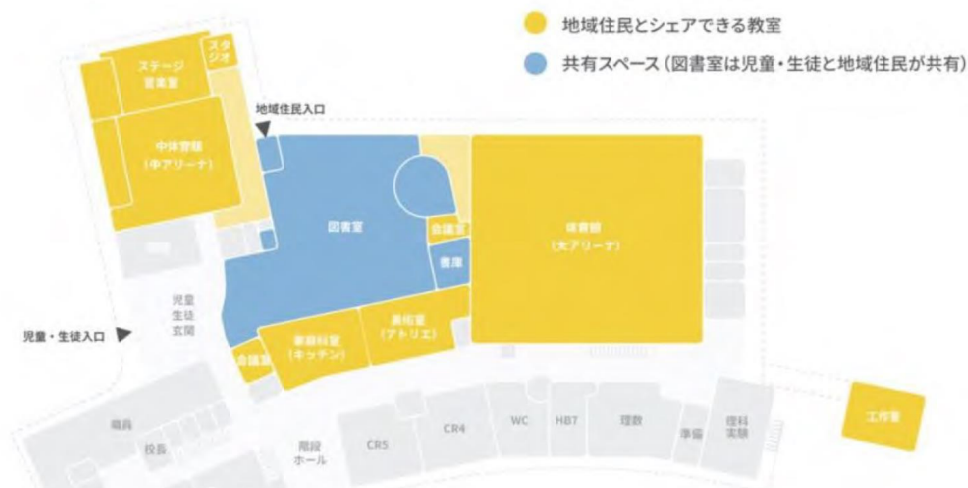 地域住民とシェアできる教室
共有スペース(図書室は児童・生徒と地域住民が共有)
スタ
ジオ
ステージ
音楽室
地域住民入口
中体育館
(中アリーナ)
図書室
会議室
体育館
(大アリーナ)
書庫
児童
生徒
玄関
児童・生徒入口
美術室
(アトリエ)
家庭科室
(キッチン)
会議室
工作室
職員
校長
階段
ホール
CR5
CR4
WC
HB7
理数
準備
理科
実験